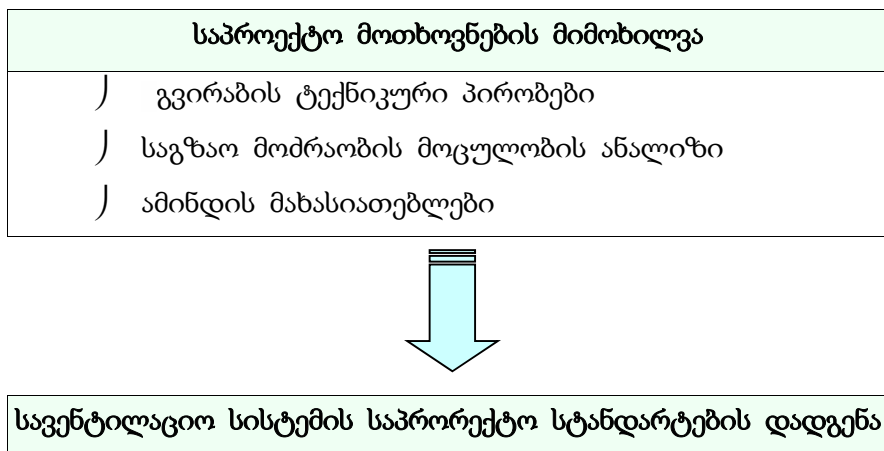 საპროექტო მოთხოვნების მიმოხილვა
გვირაბის ტექნიკური პირობები
საგზაო მოძრაობის მოცულობის ანალიზი
ამინდის მახასიათებლები
სავენტილაციო სისტემის საპრორექტო სტანდარტების დადგენა